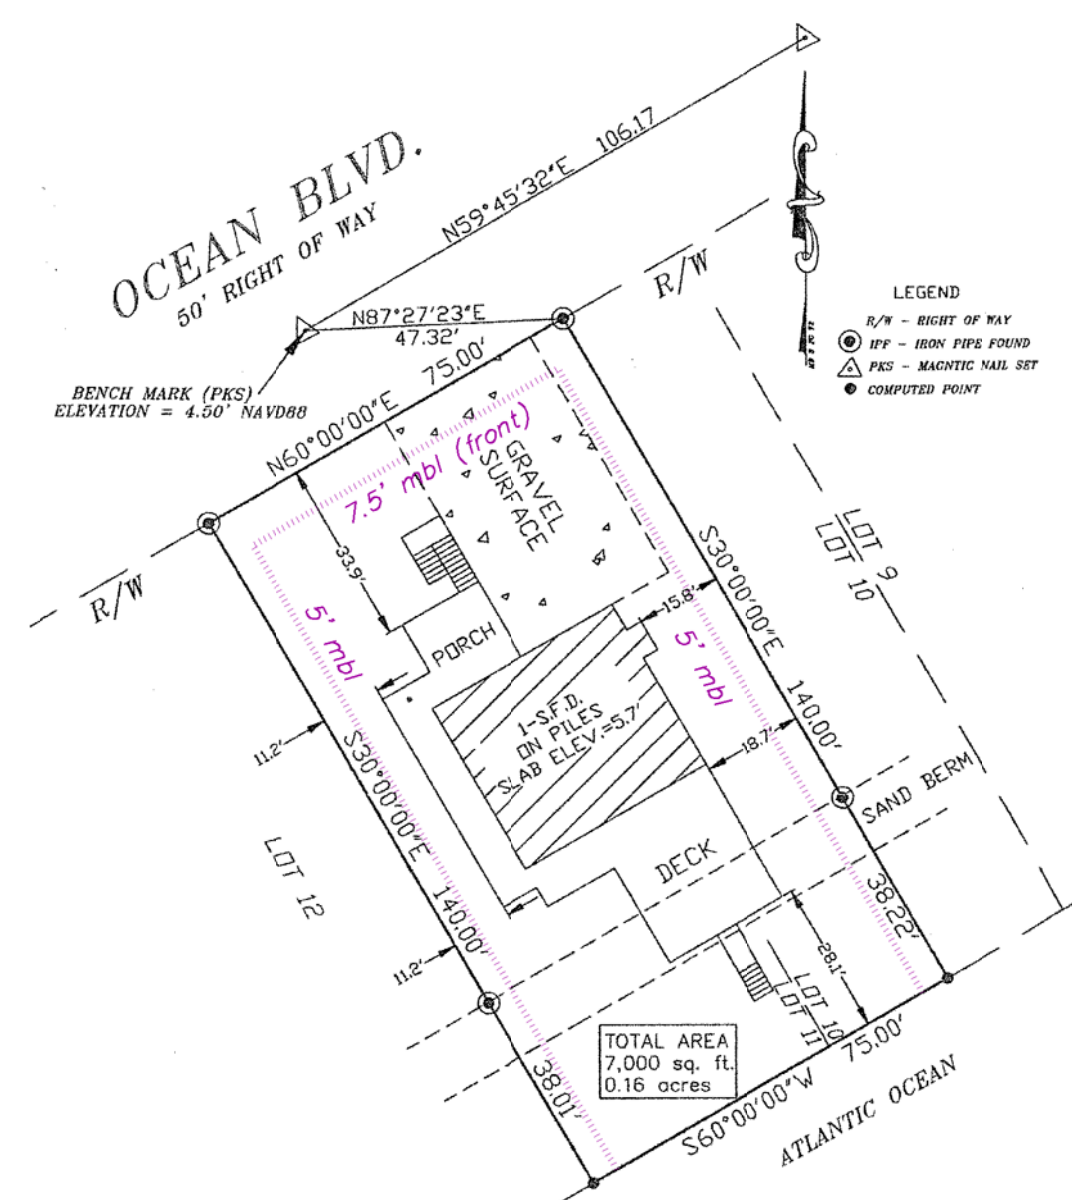 OCEAN BLVD.
50' RIGHT OF WAY
N59°45'32"E 106.17
R/W
N87°27'23"E
47.32'
BENCH MARK (PKS)
ELEVATION = 4.50' NAVD88
LEGEND
R/W - RIGHT OF WAY
IPF - IRON PIPE FOUND
PKS - MAGNTIC NAIL SET
COMPUTED POINT
N60°00'00"E 75.00'
7.5' mbl (front)
GRAVEL
SURFACE
33.9'
R/W
5' mbl
PORCH
15.8'
5' mbl
S30°00'00"E 140.00'
LOT 9
LOT 10
1-S.F.D.
ON PILES
SLAB ELEV.=5.7'
11.2'
18.7'
S30°00'00"E 140.00'
SAND BERM
LOT 12
DECK
38.22'
11.2'
28.1'
LOT 10
LOT 11
TOTAL AREA
7,000 sq. ft.
0.16 acres
38.01'
S60°00'00"W 75.00'
ATLANTIC OCEAN